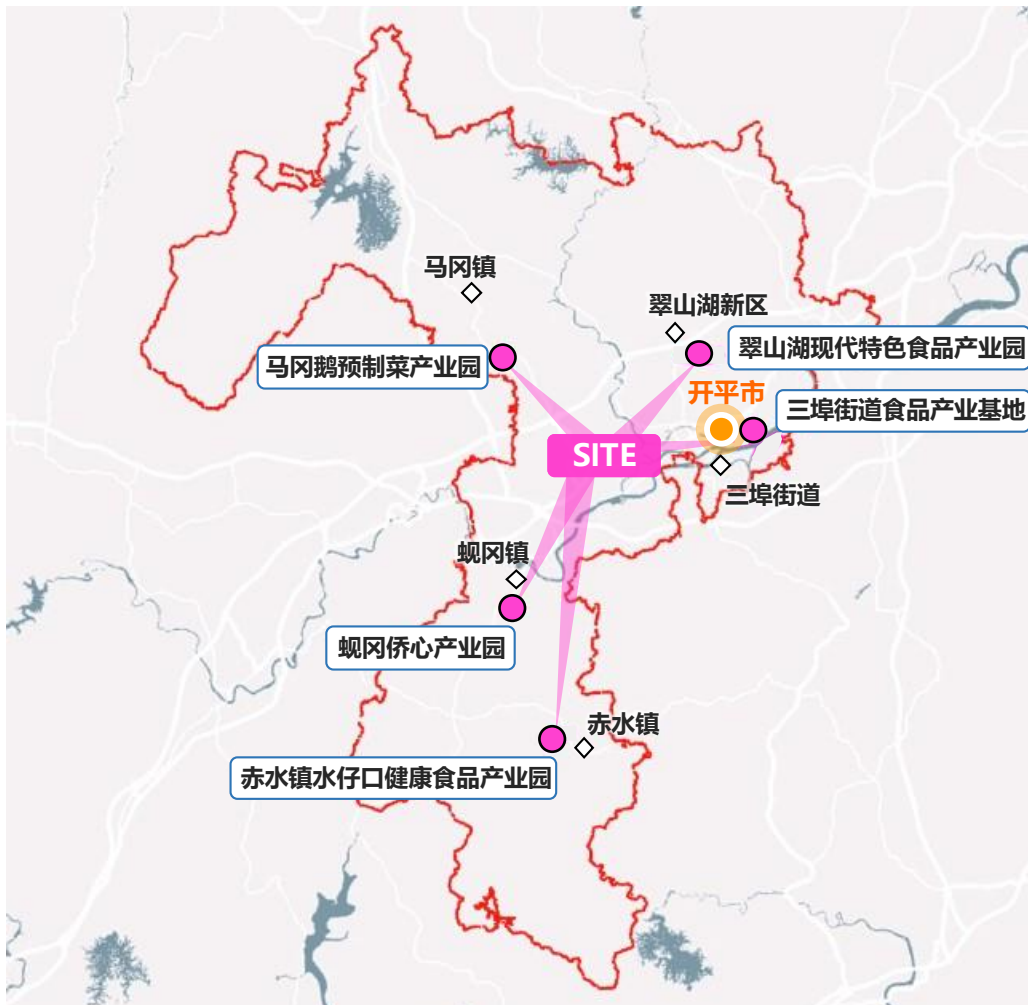 马冈镇
翠山湖新区
翠山湖现代特色食品产业园
马冈鹅预制菜产业园
开平市
三埠街道食品产业基地
SITE
三埠街道
蚬冈镇
蚬冈侨心产业园
赤水镇
赤水镇水仔口健康食品产业园